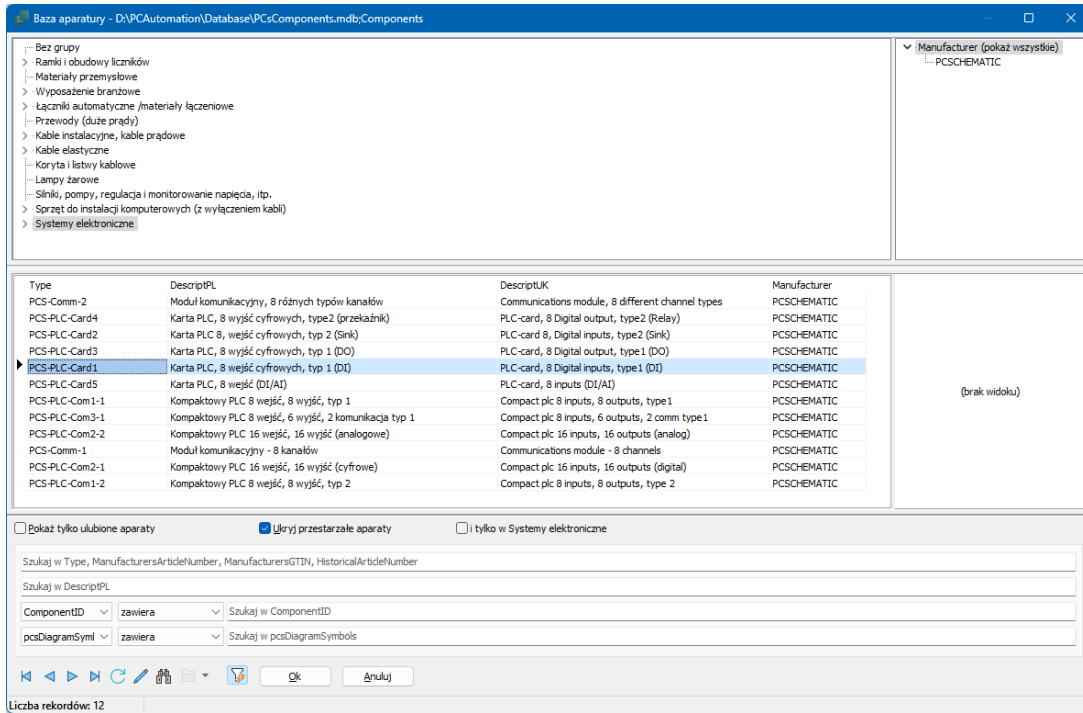 Baza aparatury - D:\PCAutomation\Database\PCsComponents.mdb;Components
Bez grupy
Ramki i obudowy liczników
Materiały przemysłowe
Wyposażenie branżowe
Łączniki automatyczne /materiały łączeniowe
Przewody (duże prądy)
Kable instalacyjne, kable prądowe
Kable elastyczne
Koryta i listwy kablowe
Lampy żarowe
Silniki, pompy, regulacja i monitorowanie napięcia, itp.
Sprzęt do instalacji komputerowych (z wyłączeniem kabli)
Systemy elektroniczne
Manufacturer (pokaż wszystkie)
PCSCHEMATIC
Type DescriptPL DescriptUK Manufacturer
PCS-Comm-2 Moduł komunikacyjny, 8 różnych typów kanałów Communications module, 8 different channel types PCSCHEMATIC
PCS-PLC-Card4 Karta PLC, 8 wyjść cyfrowych, type2 (przekaźnik) PLC-card, 8 Digital output, type2 (Relay) PCSCHEMATIC
PCS-PLC-Card2 Karta PLC 8, wejść cyfrowych, typ 2 (Sink) PLC-card 8, Digital inputs, type2 (Sink) PCSCHEMATIC
PCS-PLC-Card3 Karta PLC, 8 wyjść cyfrowych, typ 1 (DO) PLC-card, 8 Digital output, type1 (DO) PCSCHEMATIC
PCS-PLC-Card1 Karta PLC, 8 wejść cyfrowych, typ 1 (DI) PLC-card, 8 Digital inputs, type1 (DI) PCSCHEMATIC
PCS-PLC-Card5 Karta PLC, 8 wejść (DI/AI) PLC-card, 8 inputs (DI/AI) PCSCHEMATIC
PCS-PLC-Com1-1 Kompaktowy PLC 8 wejść, 8 wyjść, typ 1 Compact plc 8 inputs, 8 outputs, type1 PCSCHEMATIC
PCS-PLC-Com3-1 Kompaktowy PLC 8 wejść, 6 wyjść, 2 komunikacja typ 1 Compact plc 8 inputs, 6 outputs, 2 comm type1 PCSCHEMATIC
PCS-PLC-Com2-2 Kompaktowy PLC 16 wejść, 16 wyjść (analogowe) Compact plc 16 inputs, 16 outputs (analog) PCSCHEMATIC
PCS-Comm-1 Moduł komunikacyjny - 8 kanałów Communications module - 8 channels PCSCHEMATIC
PCS-PLC-Com2-1 Kompaktowy PLC 16 wejść, 16 wyjść (cyfrowe) Compact plc 16 inputs, 16 outputs (digital) PCSCHEMATIC
PCS-PLC-Com1-2 Kompaktowy PLC 8 wejść, 8 wyjść, typ 2 Compact plc 8 inputs, 8 outputs, type 2 PCSCHEMATIC
(brak widoku)
Pokaż tylko ulubione aparaty Ukryj przestarzałe aparaty i tylko w Systemy elektroniczne
Szukaj w Type, ManufacturersArticleNumber, ManufacturersGTIN, HistoricalArticleNumber
Szukaj w DescriptPL
ComponentID zawiera Szukaj w ComponentID
pcsDiagramSyml zawiera Szukaj w pcsDiagramSymbols
Ok Anuluj
Liczba rekordów: 12